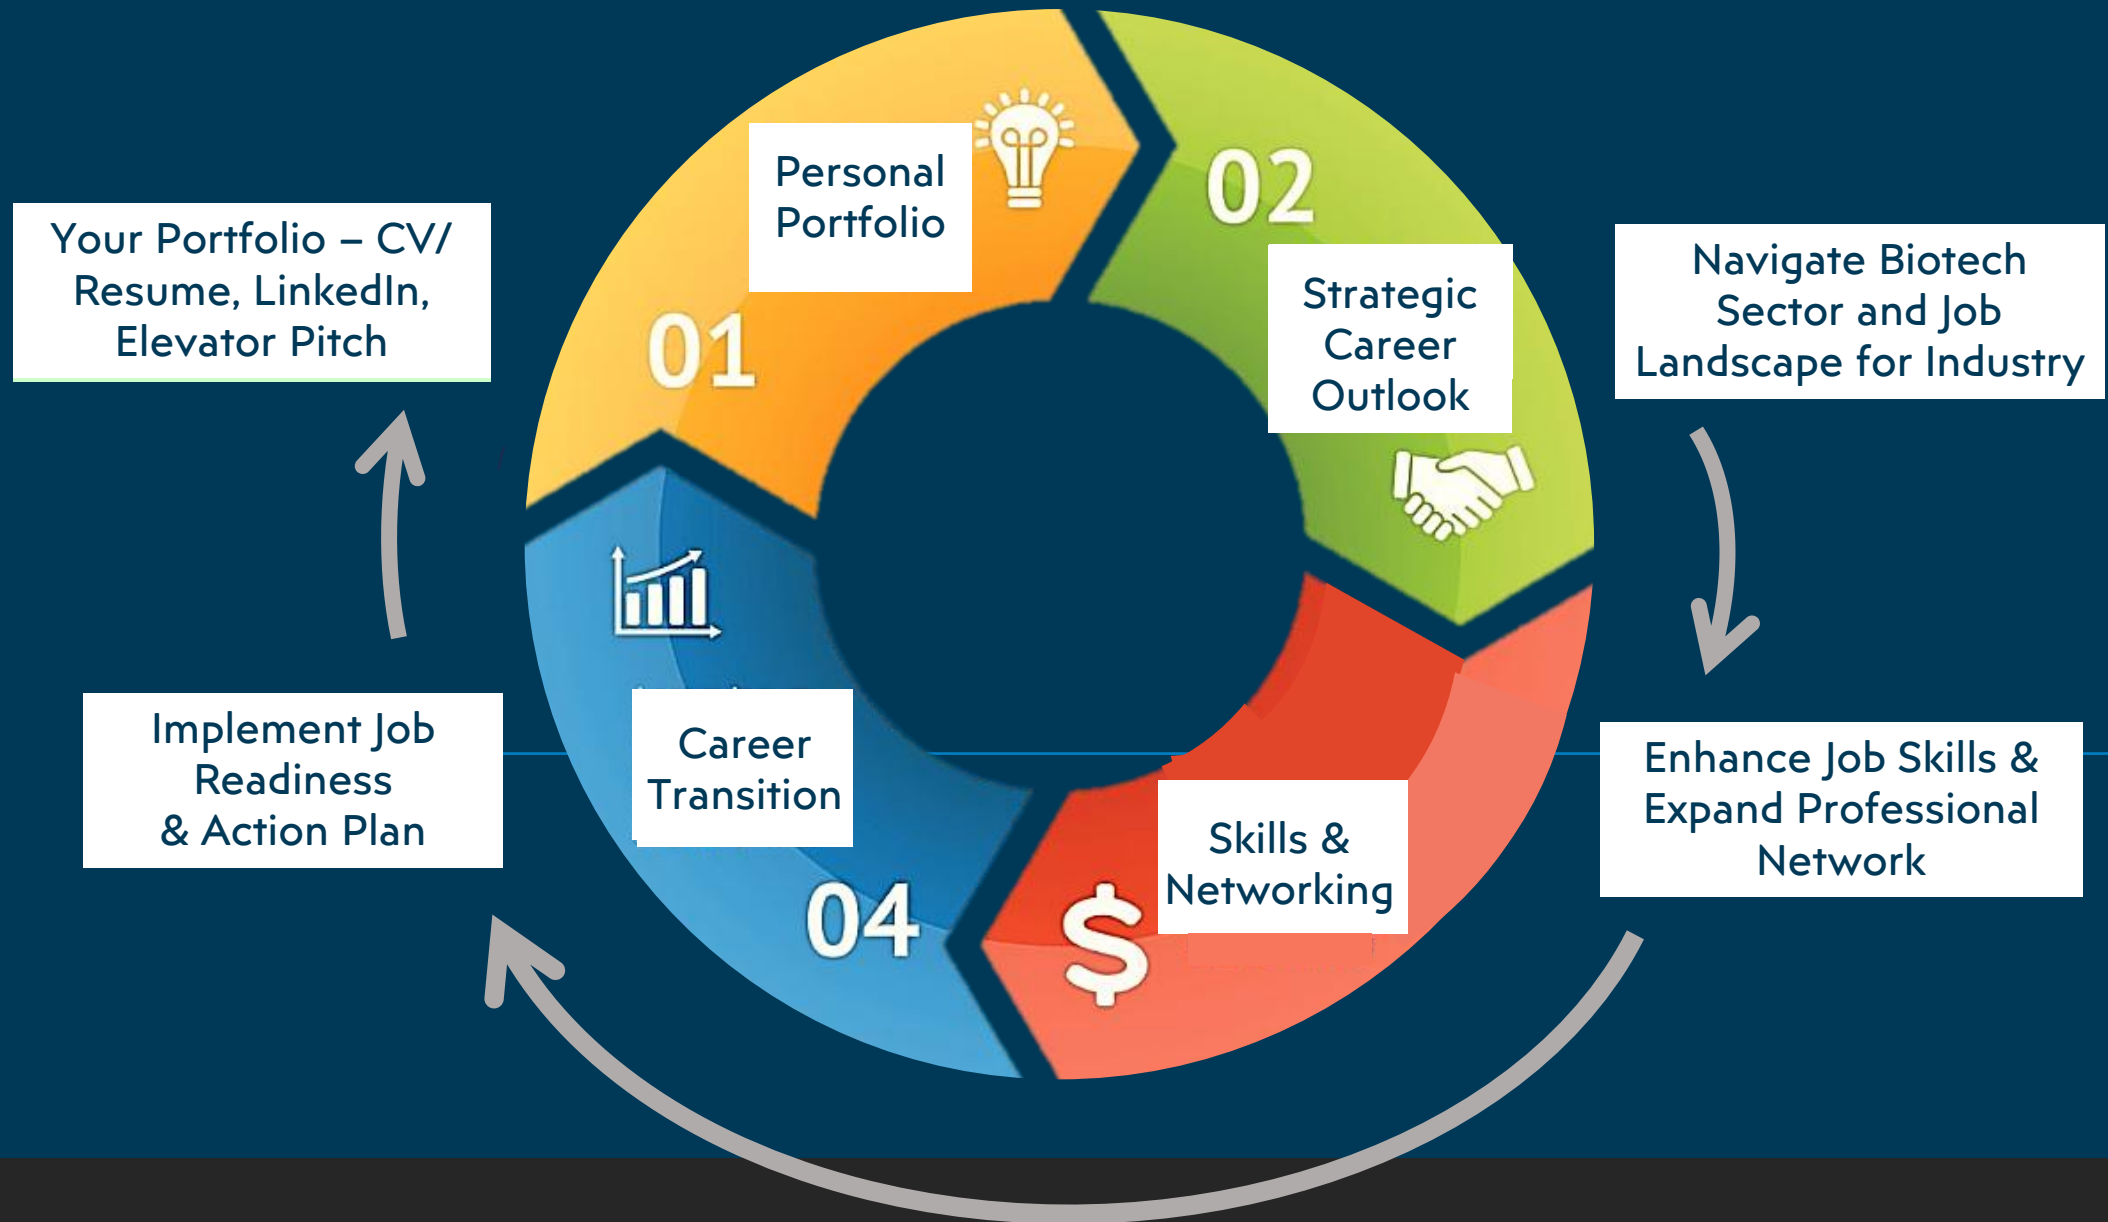 Personal
Portfolio
01
02
Strategic
Career
Outlook
Your Portfolio – CV/
Resume, LinkedIn,
Elevator Pitch
Navigate Biotech
Sector and Job
Landscape for Industry
Implement Job
Readiness
& Action Plan
Career
Transition
04
$
Skills &
Networking
Enhance Job Skills &
Expand Professional
Network